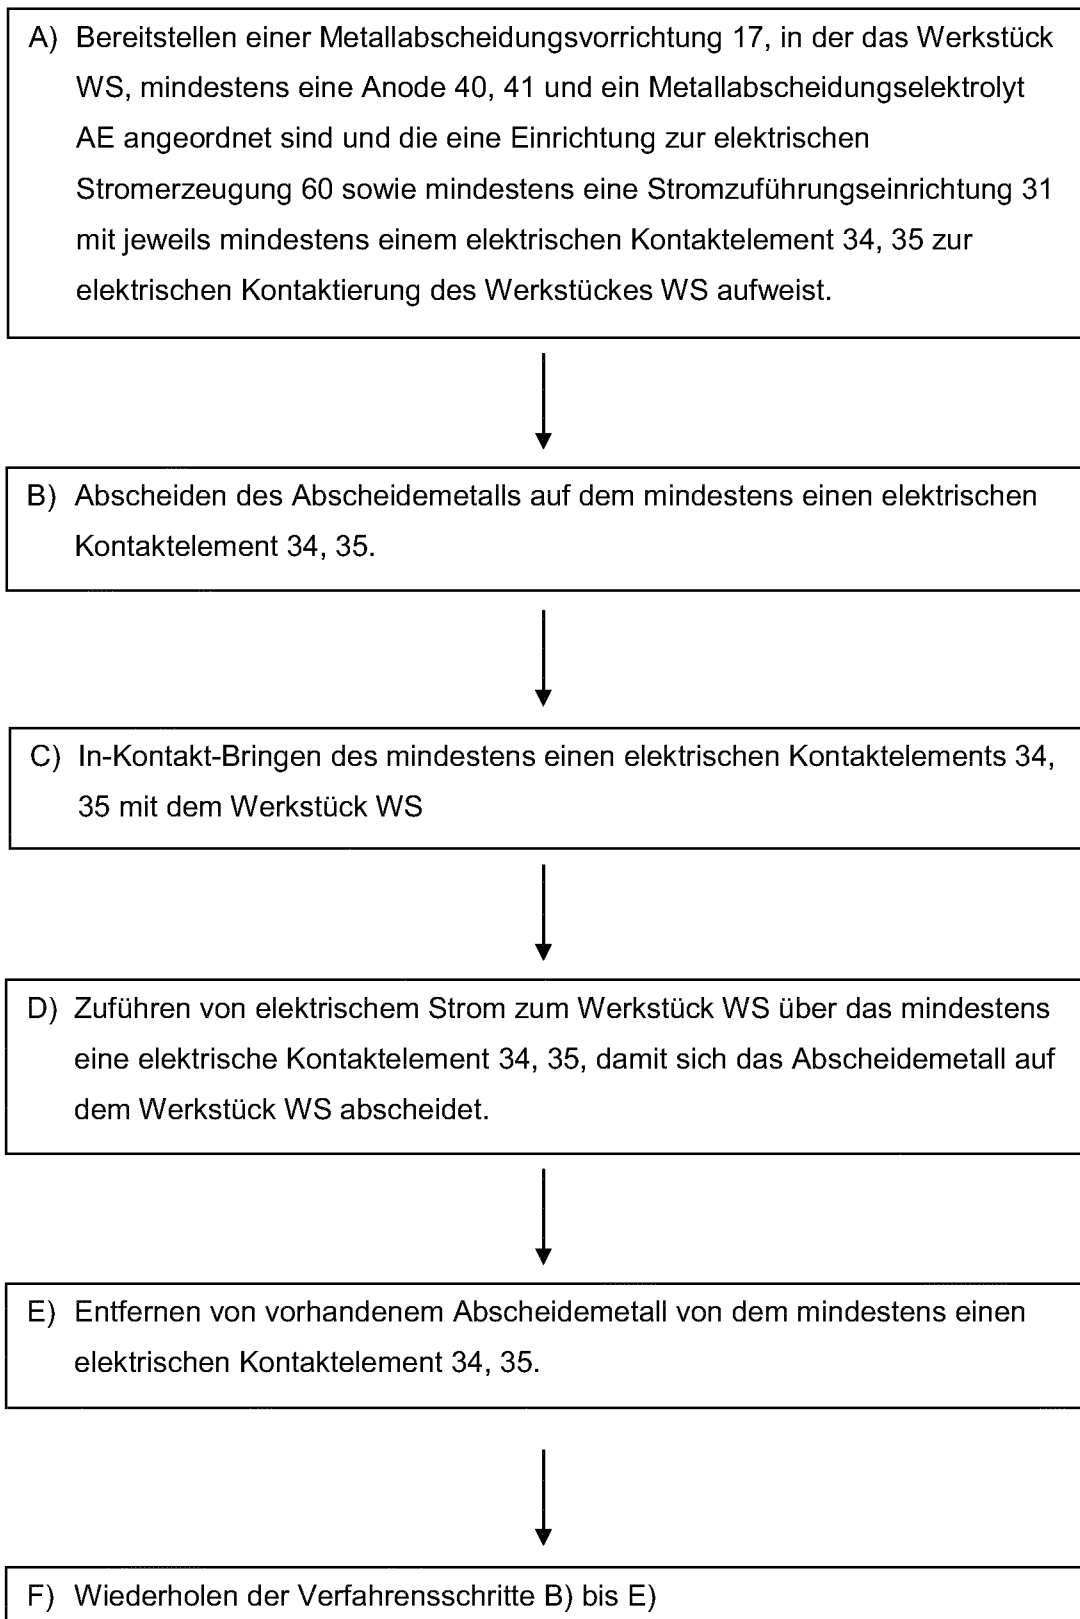 A) Bereitstellen einer Metallabscheidungsvorrichtung 17, in der das Werkstück
WS, mindestens eine Anode 40, 41 und ein Metallabscheidungselektrolyt
AE angeordnet sind und die eine Einrichtung zur elektrischen
Stromerzeugung 60 sowie mindestens eine Stromzuführungseinrichtung 31
mit jeweils mindestens einem elektrischen Kontaktelement 34, 35 zur
elektrischen Kontaktierung des Werkstückes WS aufweist.
B) Abscheiden des Abscheidemetalls auf dem mindestens einen elektrischen
Kontaktelement 34, 35.
C) In-Kontakt-Bringen des mindestens einen elektrischen Kontaktelements 34,
35 mit dem Werkstück WS
D) Zuführen von elektrischem Strom zum Werkstück WS über das mindestens
eine elektrische Kontaktelement 34, 35, damit sich das Abscheidemetall auf
dem Werkstück WS abscheidet.
E) Entfernen von vorhandenem Abscheidemetall von dem mindestens einen
elektrischen Kontaktelement 34, 35.
F) Wiederholen der Verfahrensschritte B) bis E)